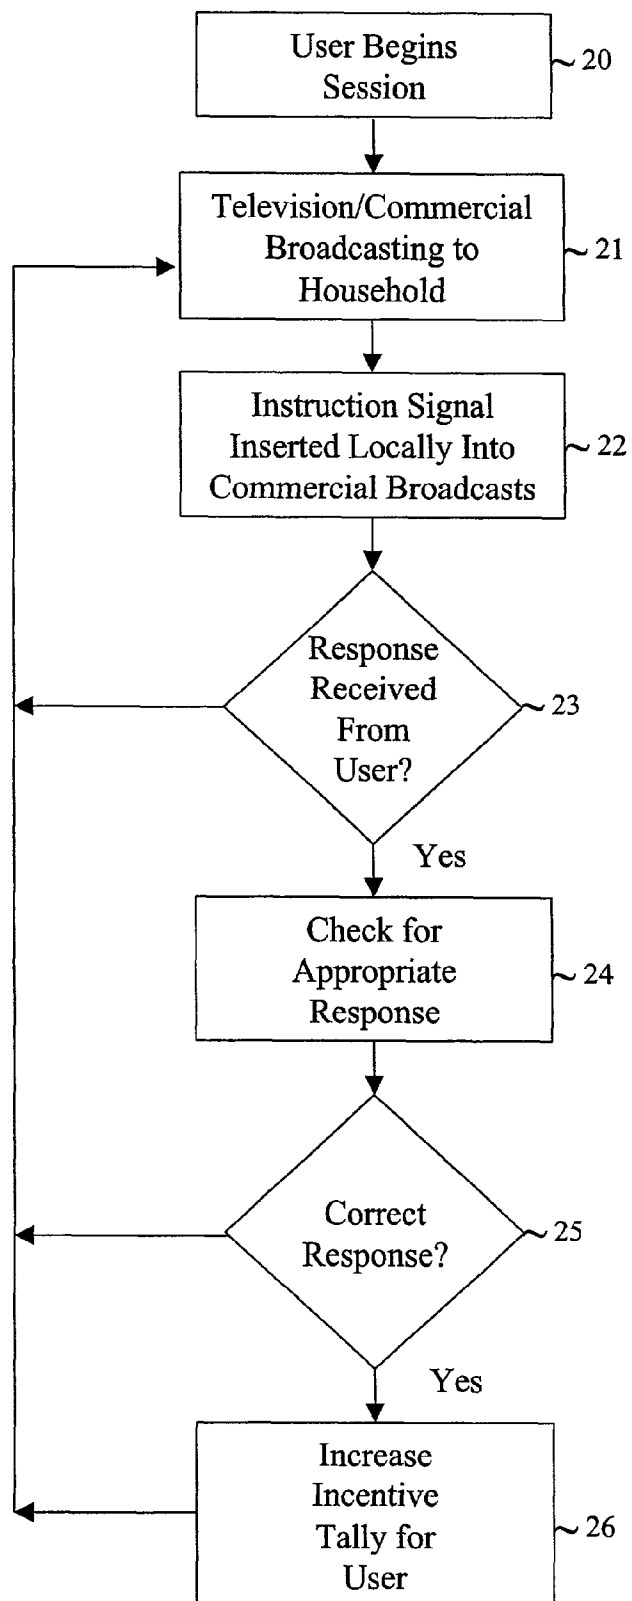 User Begins
Session
20
Television/Commercial
Broadcasting to
Household
21
Instruction Signal
Inserted Locally Into
Commercial Broadcasts
22
Response
Received
From
User?
23
Yes
Check for
Appropriate
Response
24
Correct
Response?
25
Yes
Increase
Incentive
Tally for
User
26